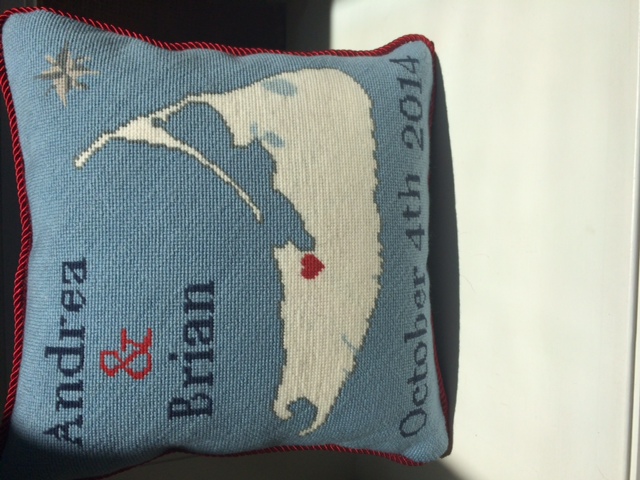 Andrea
&
Brian
October 4th 2014